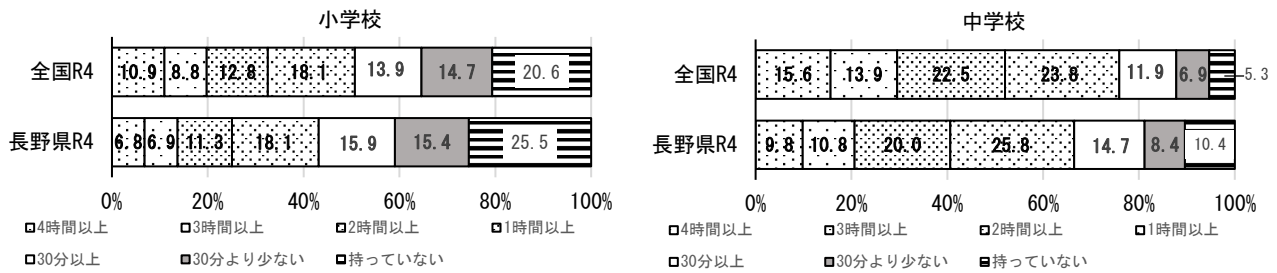 小学校
全国R4 10.9 8.8 12.8 18.1 13.9 14.7 20.6
長野県R4 6.8 6.9 11.3 18.1 15.9 15.4 25.5
0% 20% 40% 60% 80% 100%
4時間以上 3時間以上 2時間以上 1時間以上
30分以上 30分より少ない 持っていない
中学校
全国R4 15.6 13.9 22.5 23.8 11.9 6.9 5.3
長野県R4 9.8 10.8 20.0 25.8 14.7 8.4 10.4
0% 20% 40% 60% 80% 100%
4時間以上 3時間以上 2時間以上 1時間以上
30分以上 30分より少ない 持っていない